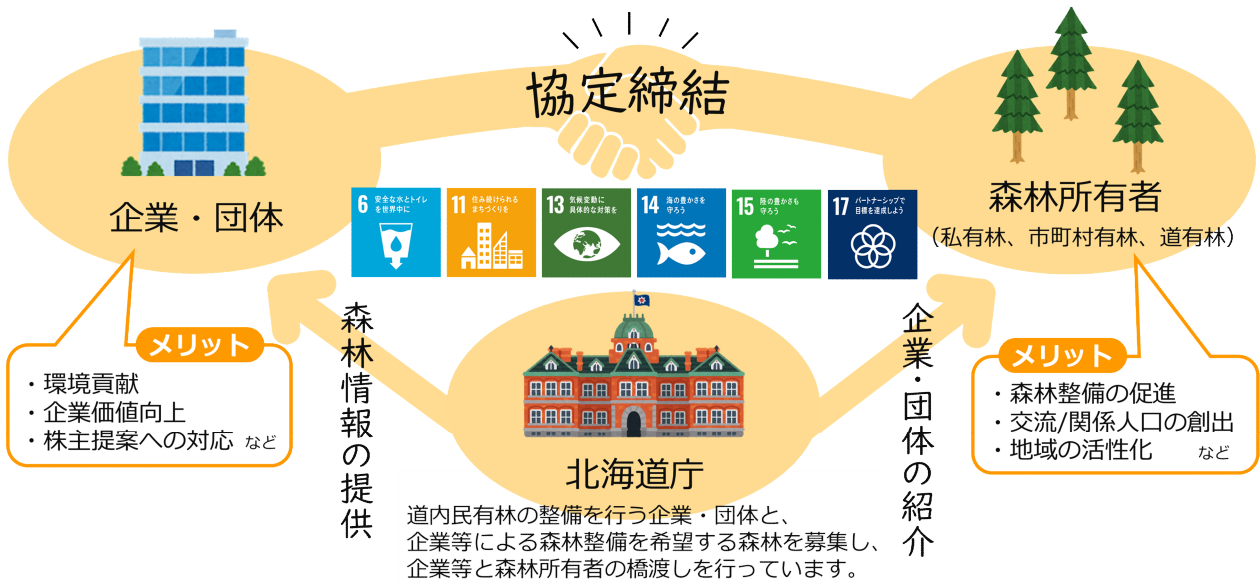 協定締結
企業・団体
森林所有者
（私有林、市町村有林、道有林）
6 安全な水とトイレ
を世界中に
11 住み続けられる
まちづくりを
13 気候変動に
具体的な対策を
14 海の豊かさを
守ろう
15 陸の豊かさも
守ろう
17 パートナーシップで
目標を達成しよう
メリット
・環境貢献
・企業価値向上
・株主提案への対応 など
森林情報の提供
企業・団体の紹介
メリット
・森林整備の促進
・交流/関係人口の創出
・地域の活性化 など
北海道庁
道内民有林の整備を行う企業・団体と、
企業等による森林整備を希望する森林を募集し、
企業等と森林所有者の橋渡しを行っています。